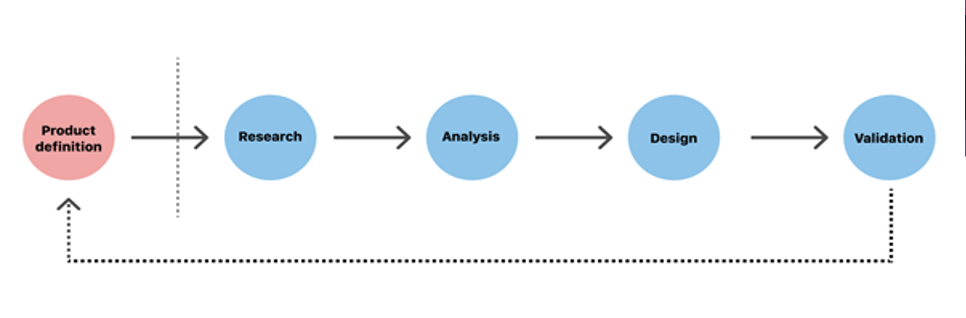 Product
definition
Research
Analysis
Design
Validation